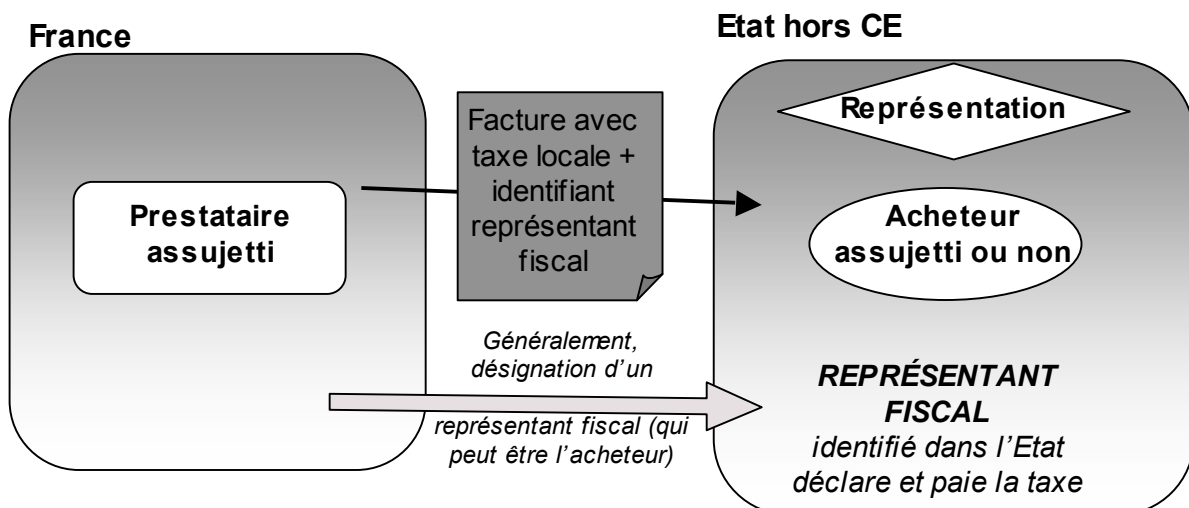 France
Etat hors CE
Prestataire
assujetti
Facture avec
taxe locale +
identifiant
représentant
fiscal
Représentation
Acheteur
assujetti ou non
Généralement,
désignation d'un
représentant fiscal (qui
peut être l'acheteur)
REPRÉSENTANT
FISCAL
identifié dans l'Etat
déclare et paie la taxe